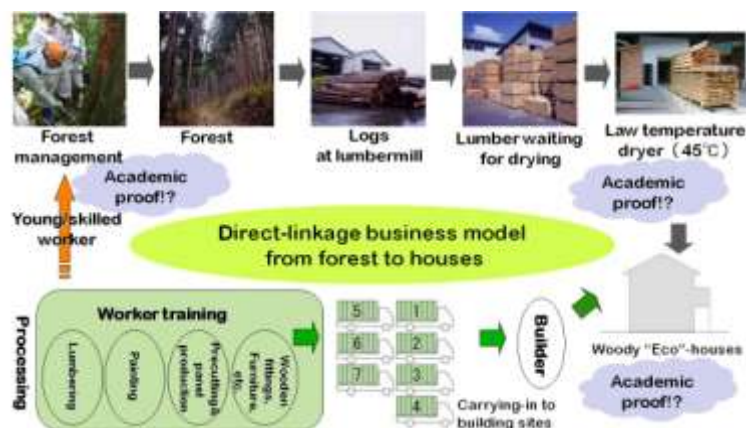 Forest
management
Forest
Logs
at lumbermill
Lumber waiting
for drying
Law temperature
dryer (45℃)
Academic
proof!?
Academic
proof!?
Young/skilled
worker
Direct-linkage business model
from forest to houses
Processing
Worker training
Lumbering
Painting
Precutting&
panel
production
Wooden
fittings,
Furniture,
etc
5
1
6
2
7
3
4
Carrying-in to
building sites
Builder
Woody “Eco”-houses
Academic
proof!?